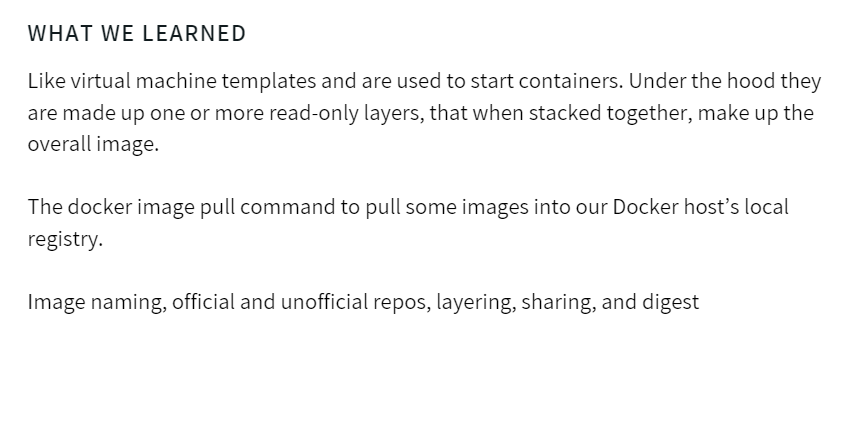 WHAT WE LEARNED
Like virtual machine templates and are used to start containers. Under the hood they
are made up one or more read-only layers, that when stacked together, make up the
overall image.
The docker image pull command to pull some images into our Docker host’s local
registry.
Image naming, official and unofficial repos, layering, sharing, and digest